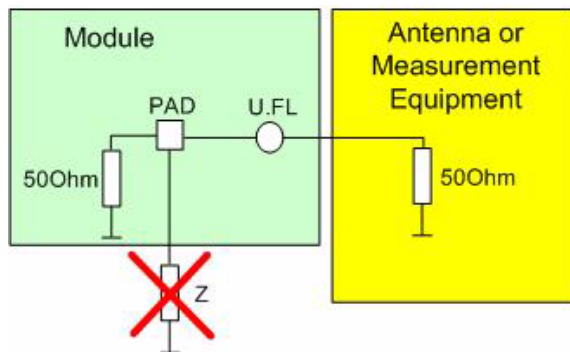 Module
Antenna or
Measurement
Equipment
PAD
U.FL
50Ohm
50Ohm
Z